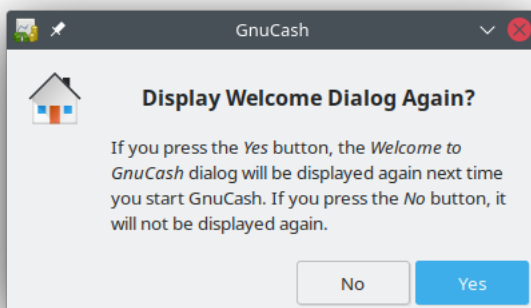 GnuCash
Display Welcome Dialog Again?
If you press the Yes button, the Welcome to
GnuCash dialog will be displayed again next time
you start GnuCash. If you press the No button, it
will not be displayed again.
No
Yes